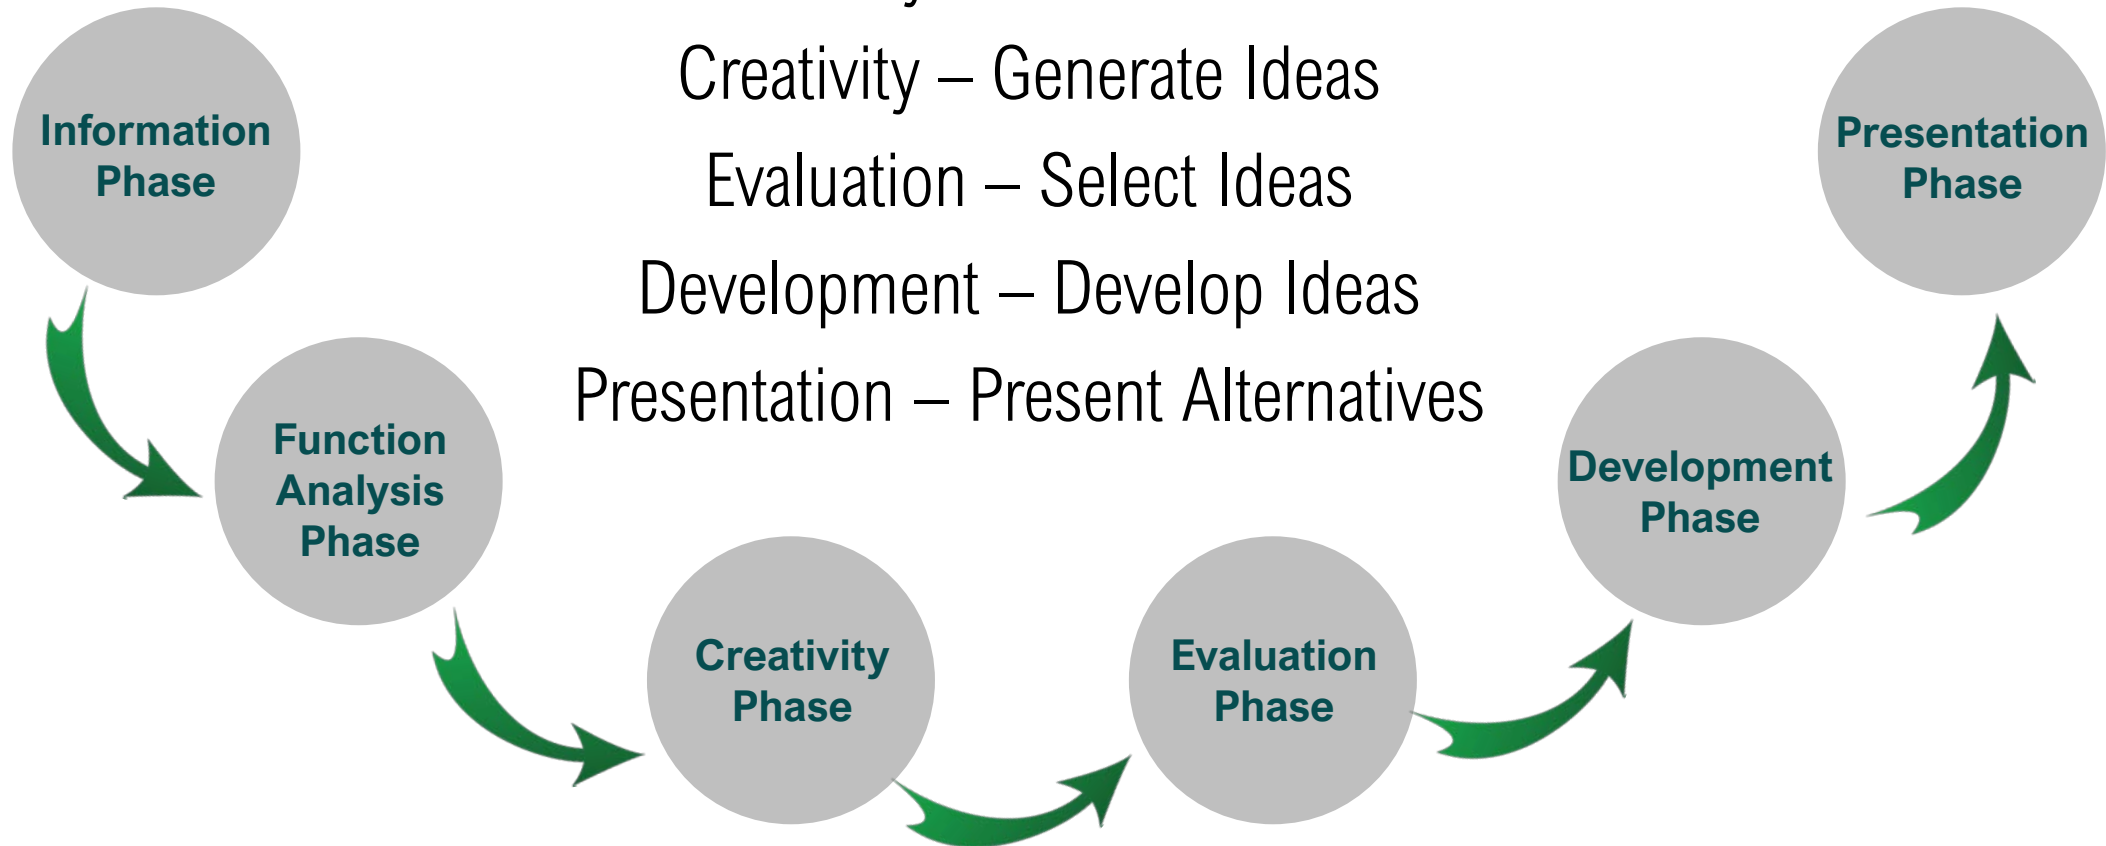 Creativity – Generate Ideas
Evaluation – Select Ideas
Development – Develop Ideas
Presentation – Present Alternatives
Information
Phase
Function
Analysis
Phase
Creativity
Phase
Evaluation
Phase
Development
Phase
Presentation
Phase